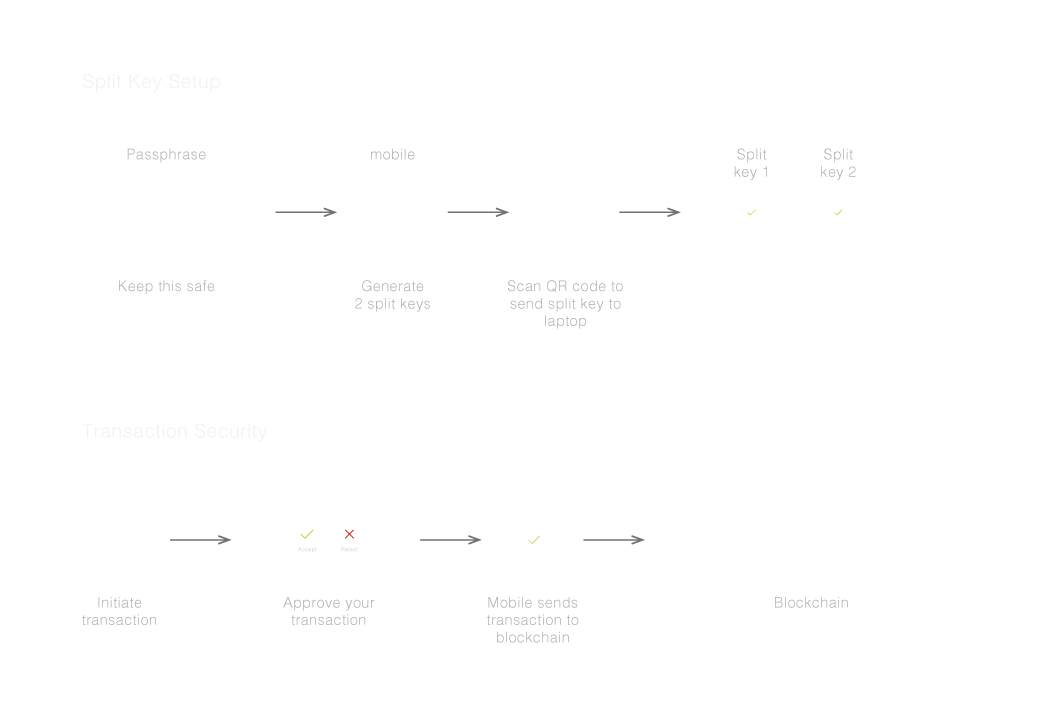 Split Key Setup
Passphrase
mobile
Split
key 1
Split
key 2
Keep this safe
Generate
2 split keys
Scan QR code to
send split key to
laptop
Transaction Security
Accept
Reject
Initiate
transaction
Approve your
transaction
Mobile sends
transaction to
blockchain
Blockchain